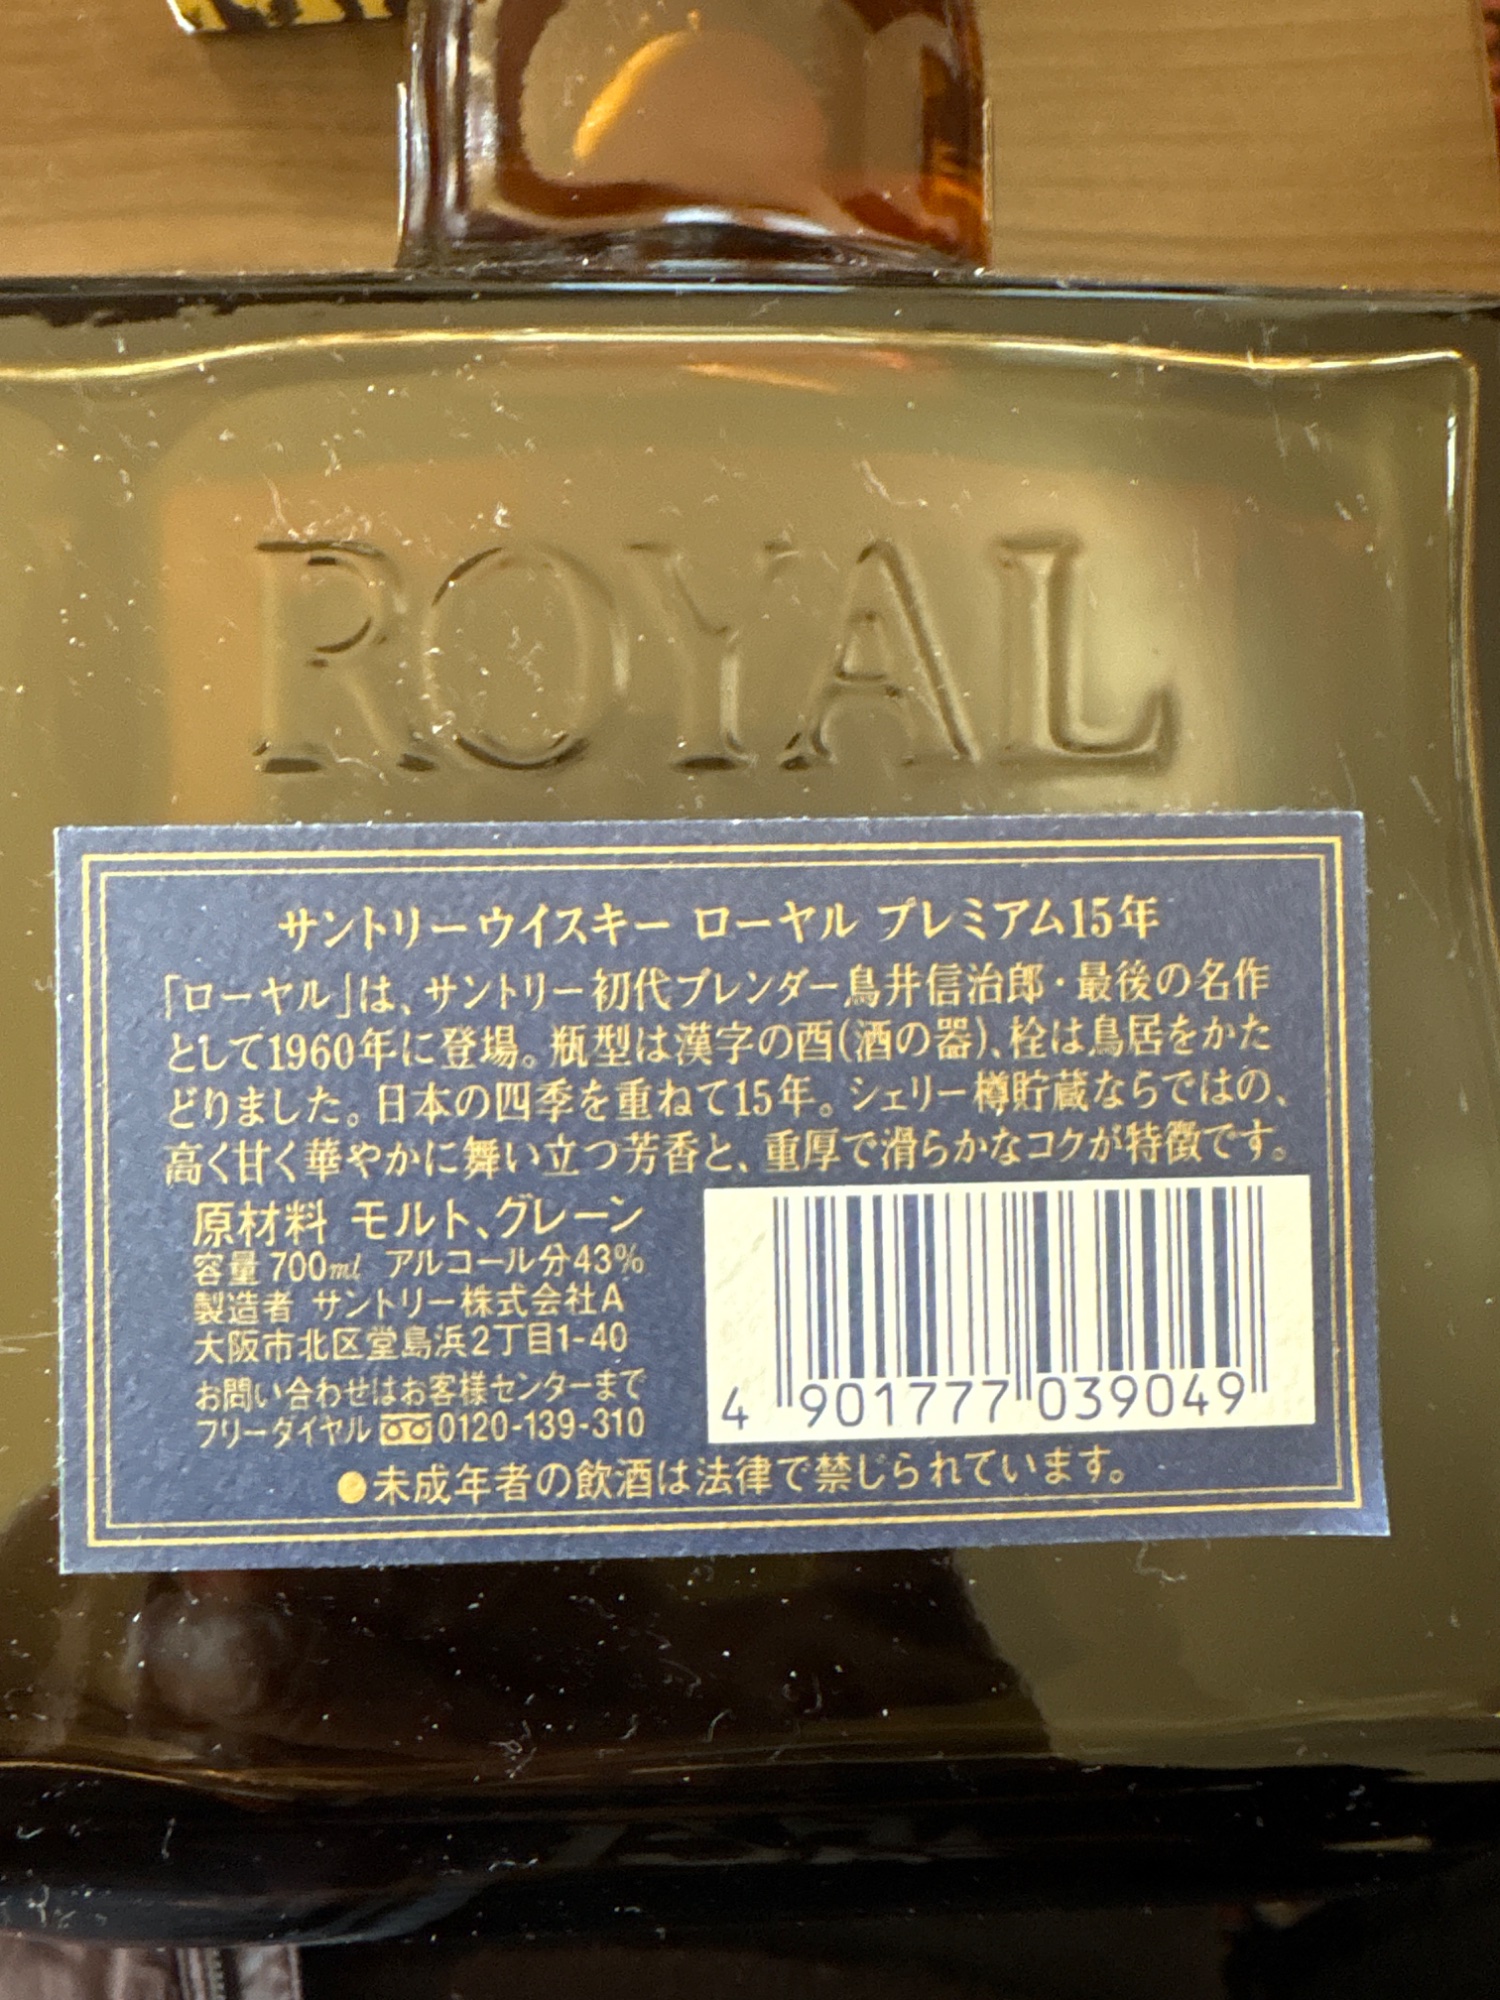 ROYAL
サントリーウイスキー ローヤル プレミアム15年
「ローヤル」は、サントリー初代ブレンダー鳥井信治郎・最後の名作
として1960年に登場。瓶型は漢字の酉(酒の器)、栓は鳥居をかた
どりました。日本の四季を重ねて15年。シェリー樽貯蔵ならではの、
高く甘く華やかに舞い立つ芳香と、重厚で滑らかなコクが特徴です。
原材料 モルト、グレーン
容量 700ml アルコール分43%
製造者 サントリー株式会社A
大阪市北区堂島浜2丁目1-40
お問い合わせはお客様センターまで
フリーダイヤル 0120-139-310
4 901777 039049
●未成年者の飲酒は法律で禁じられています。